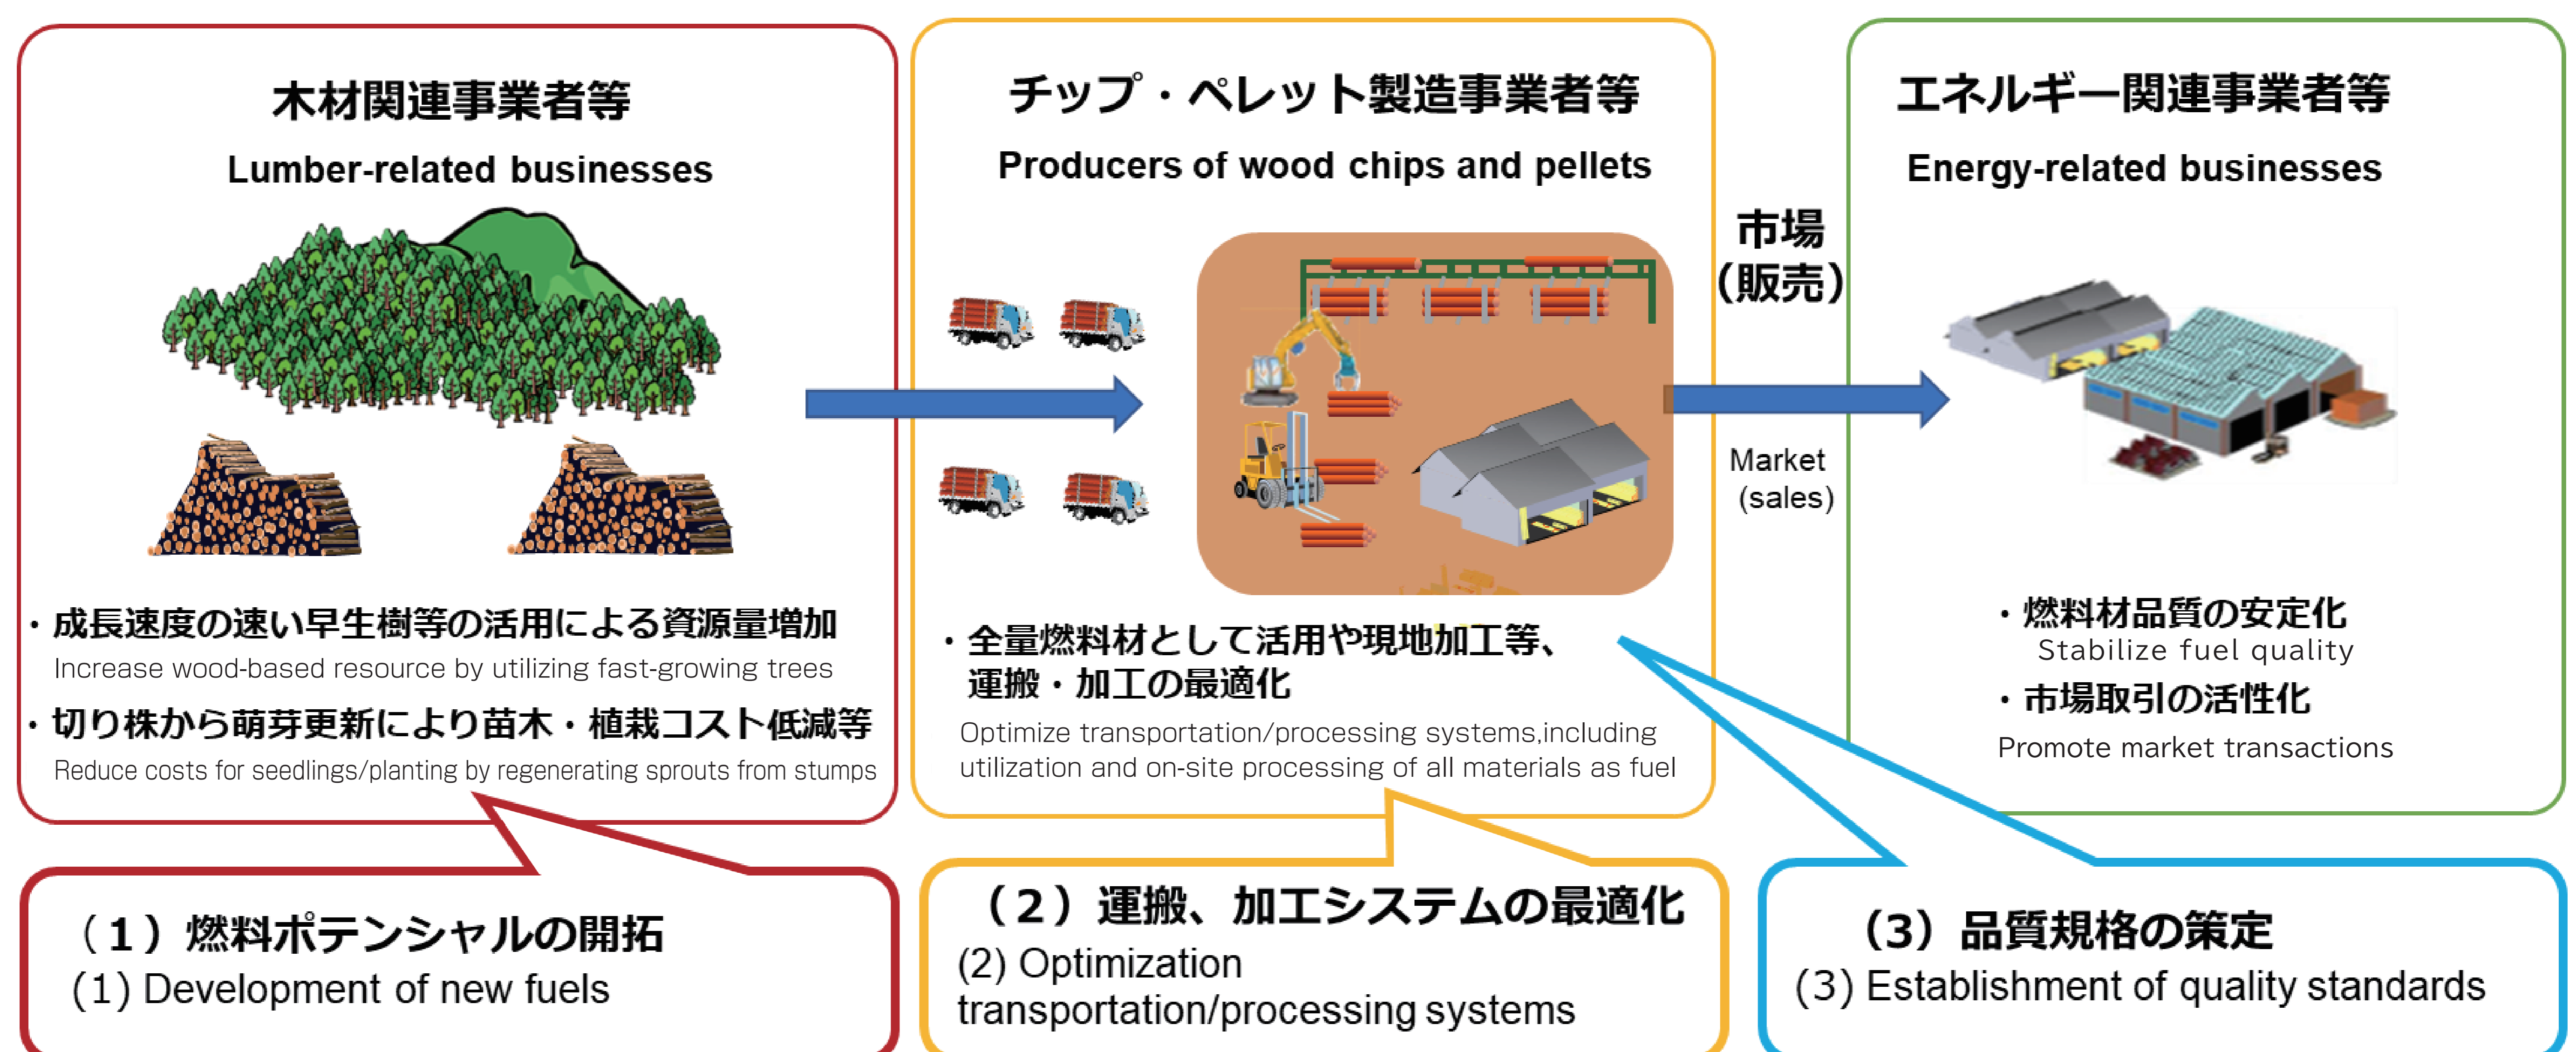 木材関連事業者等
Lumber-related businesses
・成長速度の速い早生樹等の活用による資源量増加
Increase wood-based resource by utilizing fast-growing trees
・切り株から萌芽更新により苗木・植栽コスト低減等
Reduce costs for seedlings/planting by regenerating sprouts from stumps
チップ・ペレット製造事業者等
Producers of wood chips and pellets
・全量燃料材として活用や現地加工等、
運搬・加工の最適化
Optimize transportation/processing systems,including
utilization and on-site processing of all materials as fuel
市場
（販売）
Market
(sales)
エネルギー関連事業者等
Energy-related businesses
・燃料材品質の安定化
Stabilize fuel quality
・市場取引の活性化
Promote market transactions
（１）燃料ポテンシャルの開拓
(1) Development of new fuels
（２）運搬、加工システムの最適化
(2) Optimization
transportation/processing systems
（3）品質規格の策定
(3) Establishment of quality standards